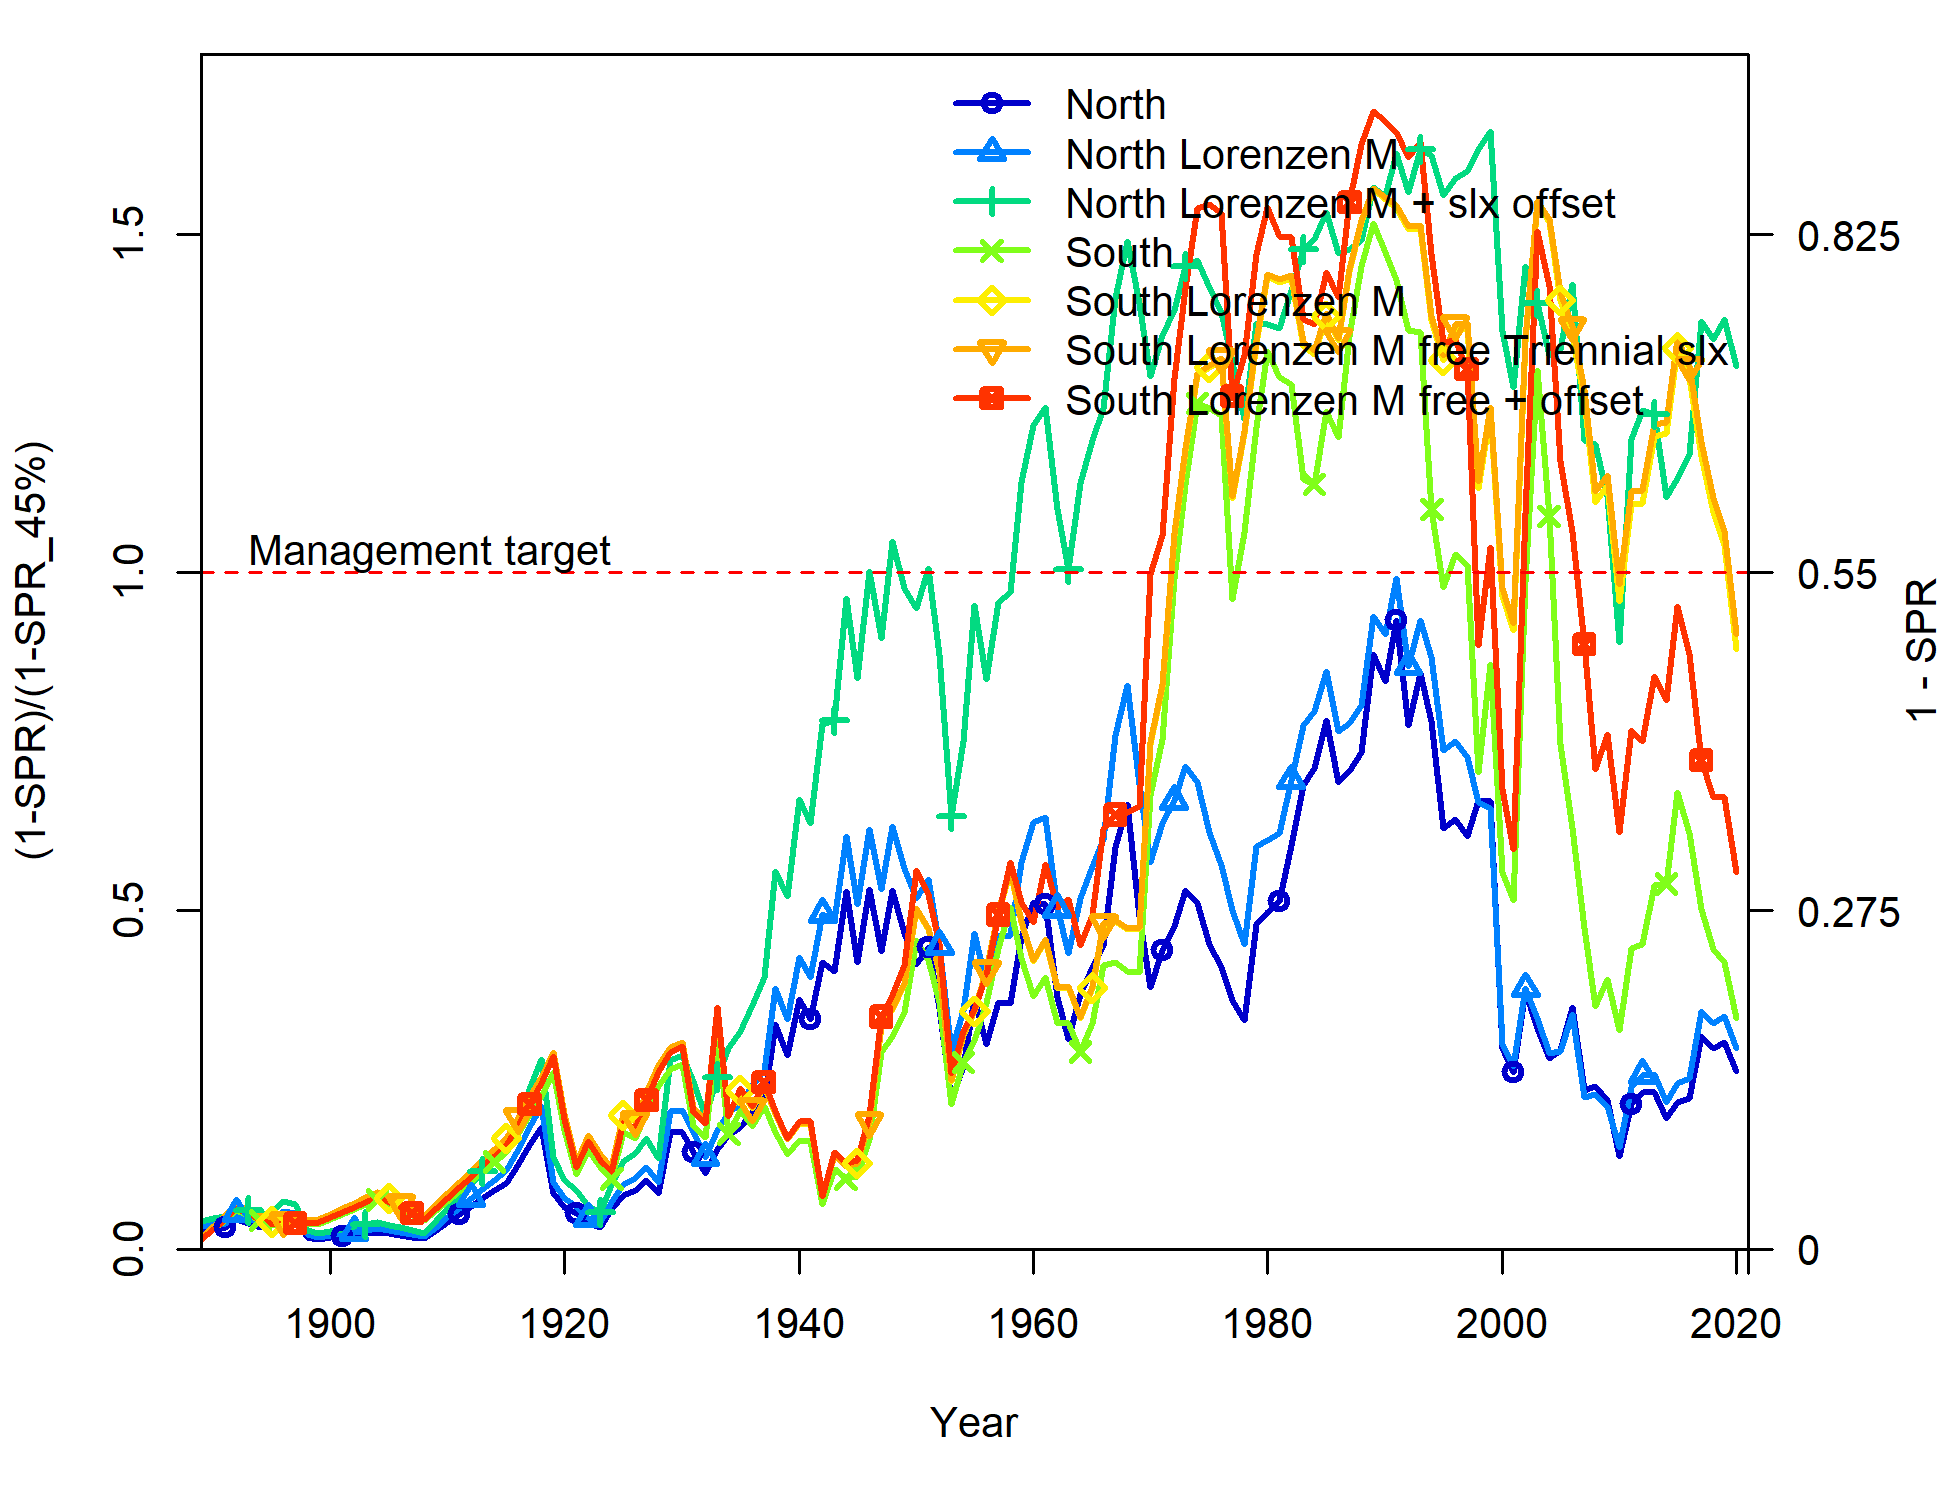 North
North Lorenzen M
North Lorenzen M + slx offset
South
South Lorenzen M
South Lorenzen M free Triennial slx
South Lorenzen M free + offset
Management target
(1-SPR)/(1-SPR_45%)
0.0
0.5
1.0
1.5
1 - SPR
0
0.275
0.55
0.825
1900
1920
1940
1960
1980
2000
2020
Year